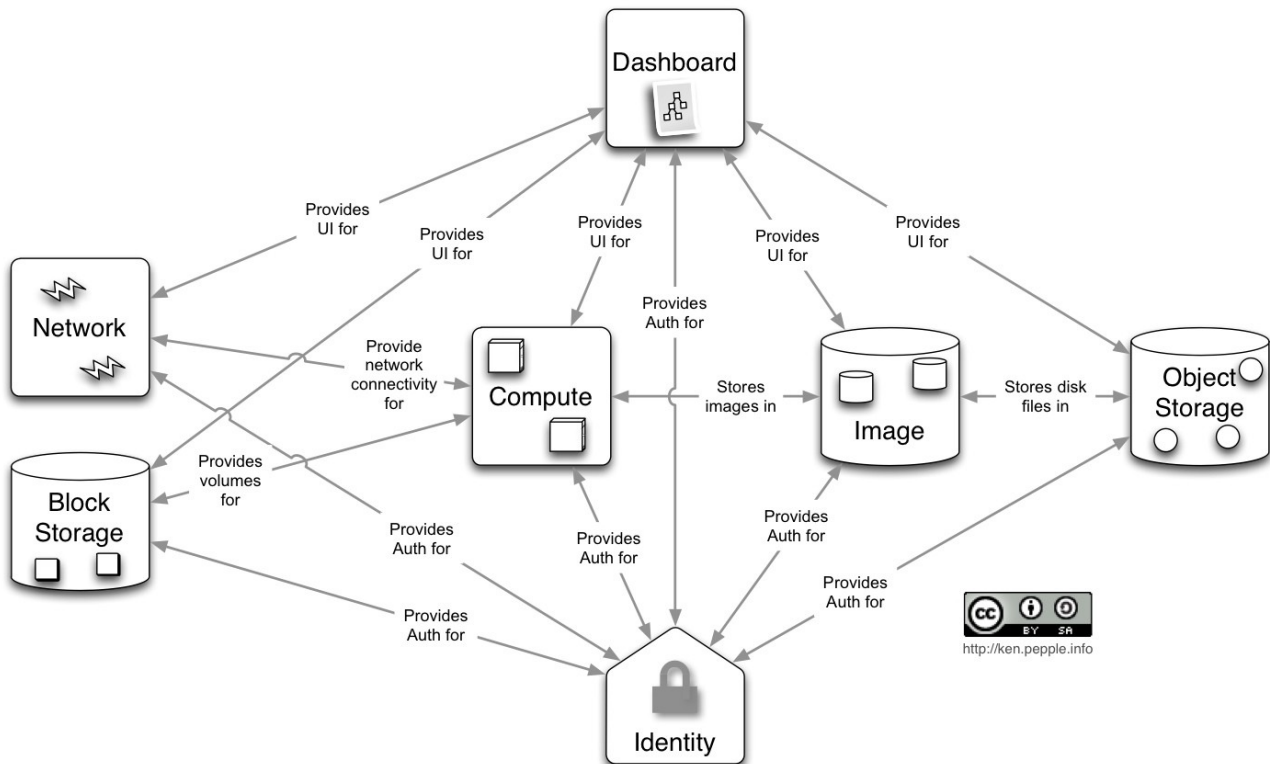 Dashboard
Provides
UI for
Provides
UI for
Provides
UI for
Provides
UI for
Provides
UI for
Network
Provides
Auth for
Provide
network
connectivity
for
Compute
Stores
images in
Image
Stores disk
files in
Object
Storage
Provides
volumes
for
Block
Storage
Provides
Auth for
Provides
Auth for
Provides
Auth for
Provides
Auth for
Provides
Auth for
cc
BY SA
http://ken.pepple.info
Identity